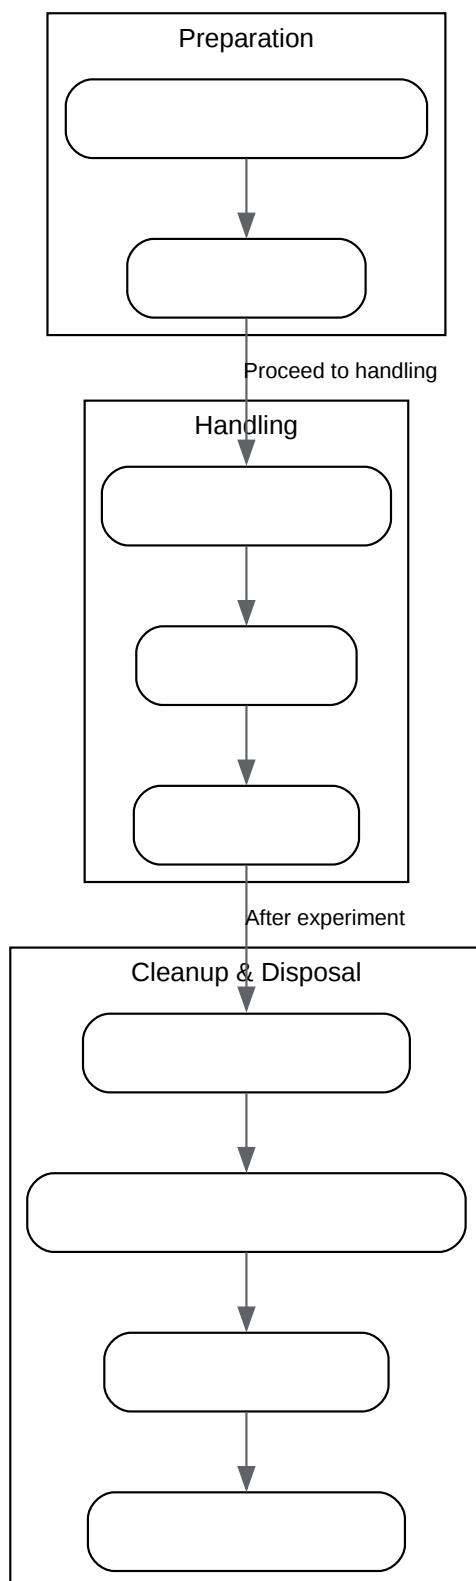 Preparation
Proceed to handling
Handling
After experiment
Cleanup & Disposal